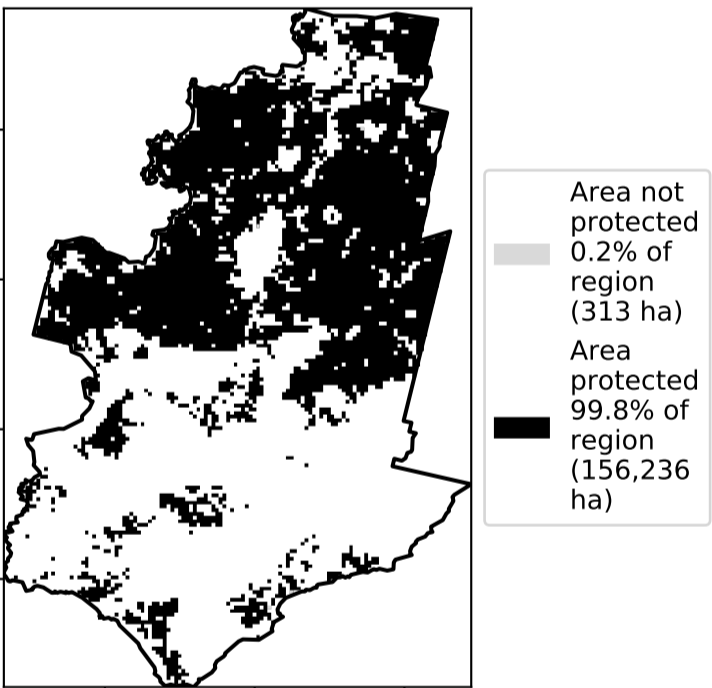 Area not
protected
0.2% of
region
(313 ha)
Area
protected
99.8% of
region
(156,236
ha)